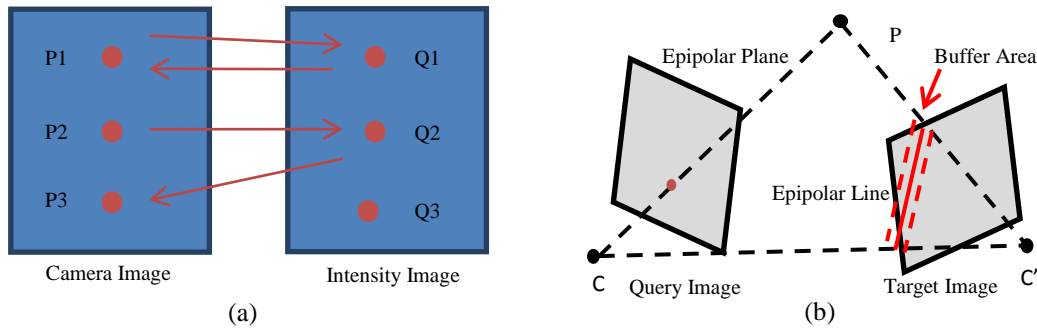 P1
Q1
P2
Q2
P3
Q3
Camera Image
Intensity Image
(a)
P
Epipolar Plane
Buffer Area
Epipolar Line
C
Query Image
Target Image
C'
(b)